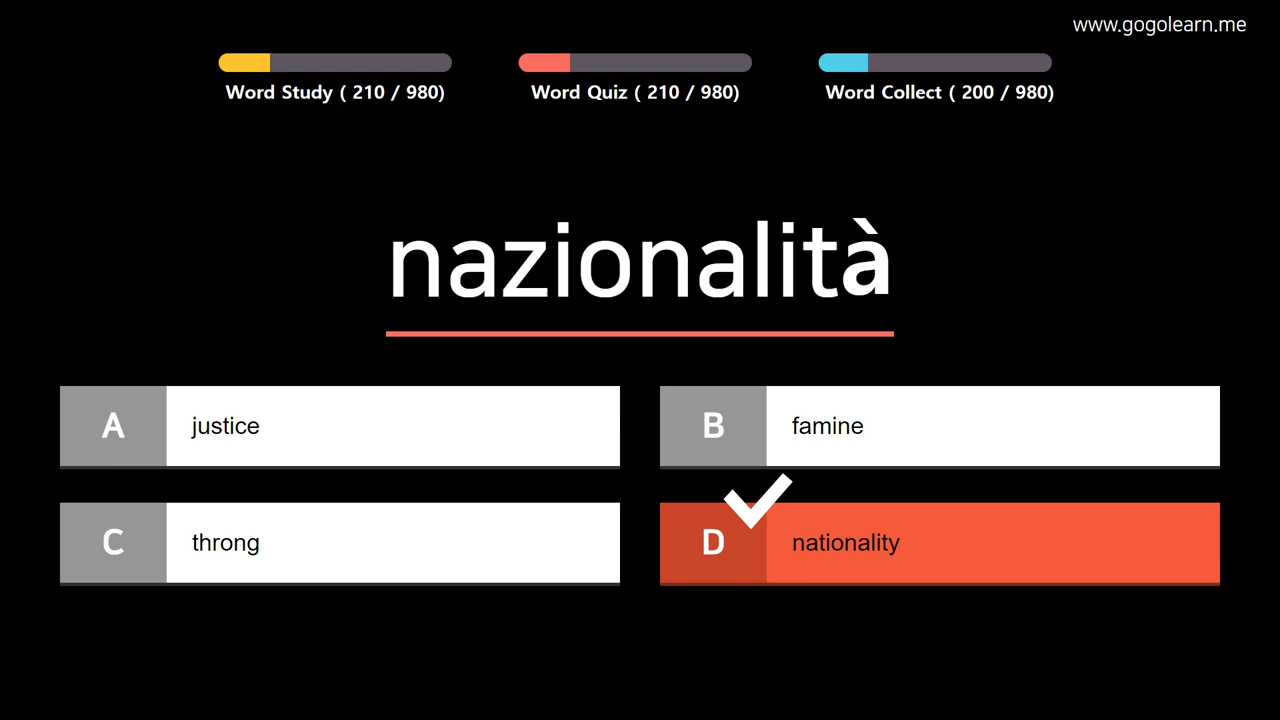 www.gogolearn.me
Word Study ( 210 / 980)
Word Quiz ( 210 / 980)
Word Collect ( 200 / 980)
nazionalità
A justice
B famine
C throng
D nationality